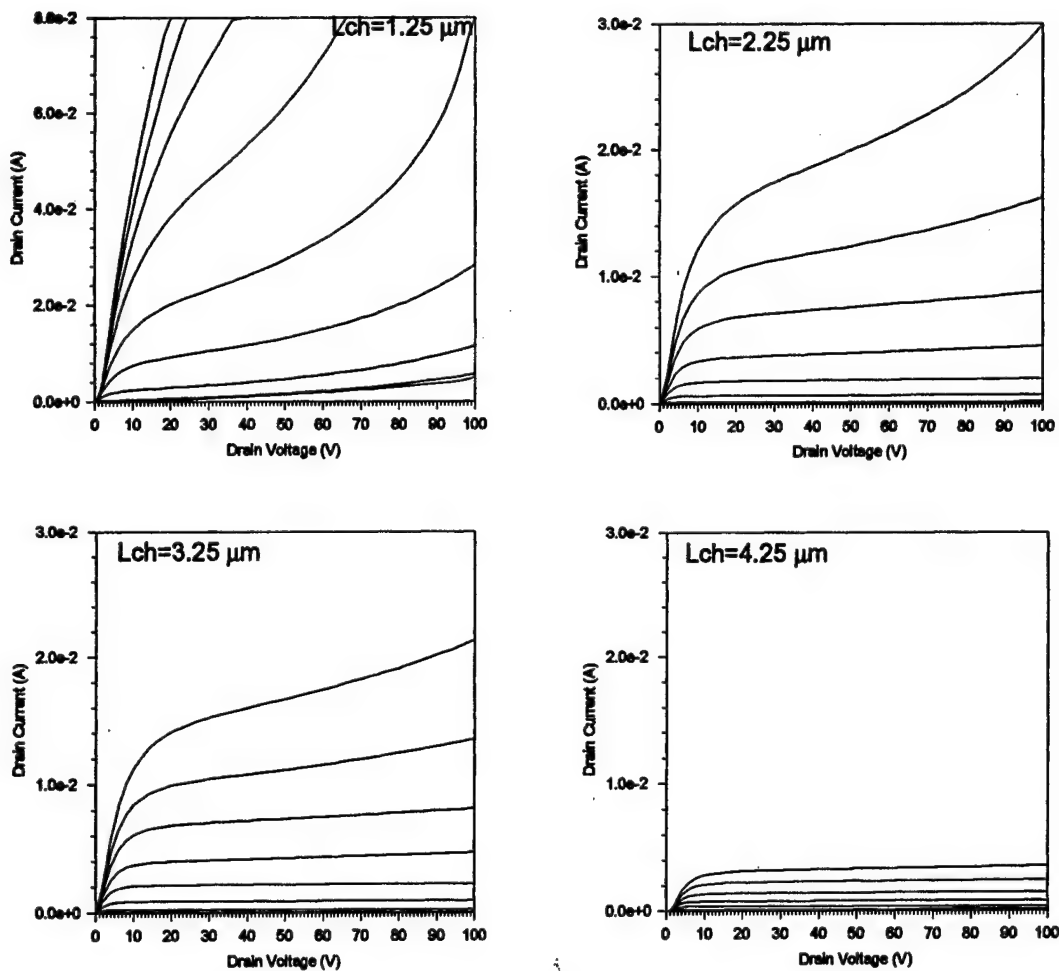 8.0e-2
6.0e-2
4.0e-2
2.0e-2
0.0e+0
Drain Current (A)
Lch=1.25 μm
0 10 20 30 40 50 60 70 80 90 100
Drain Voltage (V)
3.0e-2
2.0e-2
1.0e-2
0.0e+0
Drain Current (A)
Lch=2.25 μm
0 10 20 30 40 50 60 70 80 90 100
Drain Voltage (V)
3.0e-2
2.0e-2
1.0e-2
0.0e+0
Drain Current (A)
Lch=3.25 μm
0 10 20 30 40 50 60 70 80 90 100
Drain Voltage (V)
3.0e-2
2.0e-2
1.0e-2
0.0e+0
Drain Current (A)
Lch=4.25 μm
0 10 20 30 40 50 60 70 80 90 100
Drain Voltage (V)